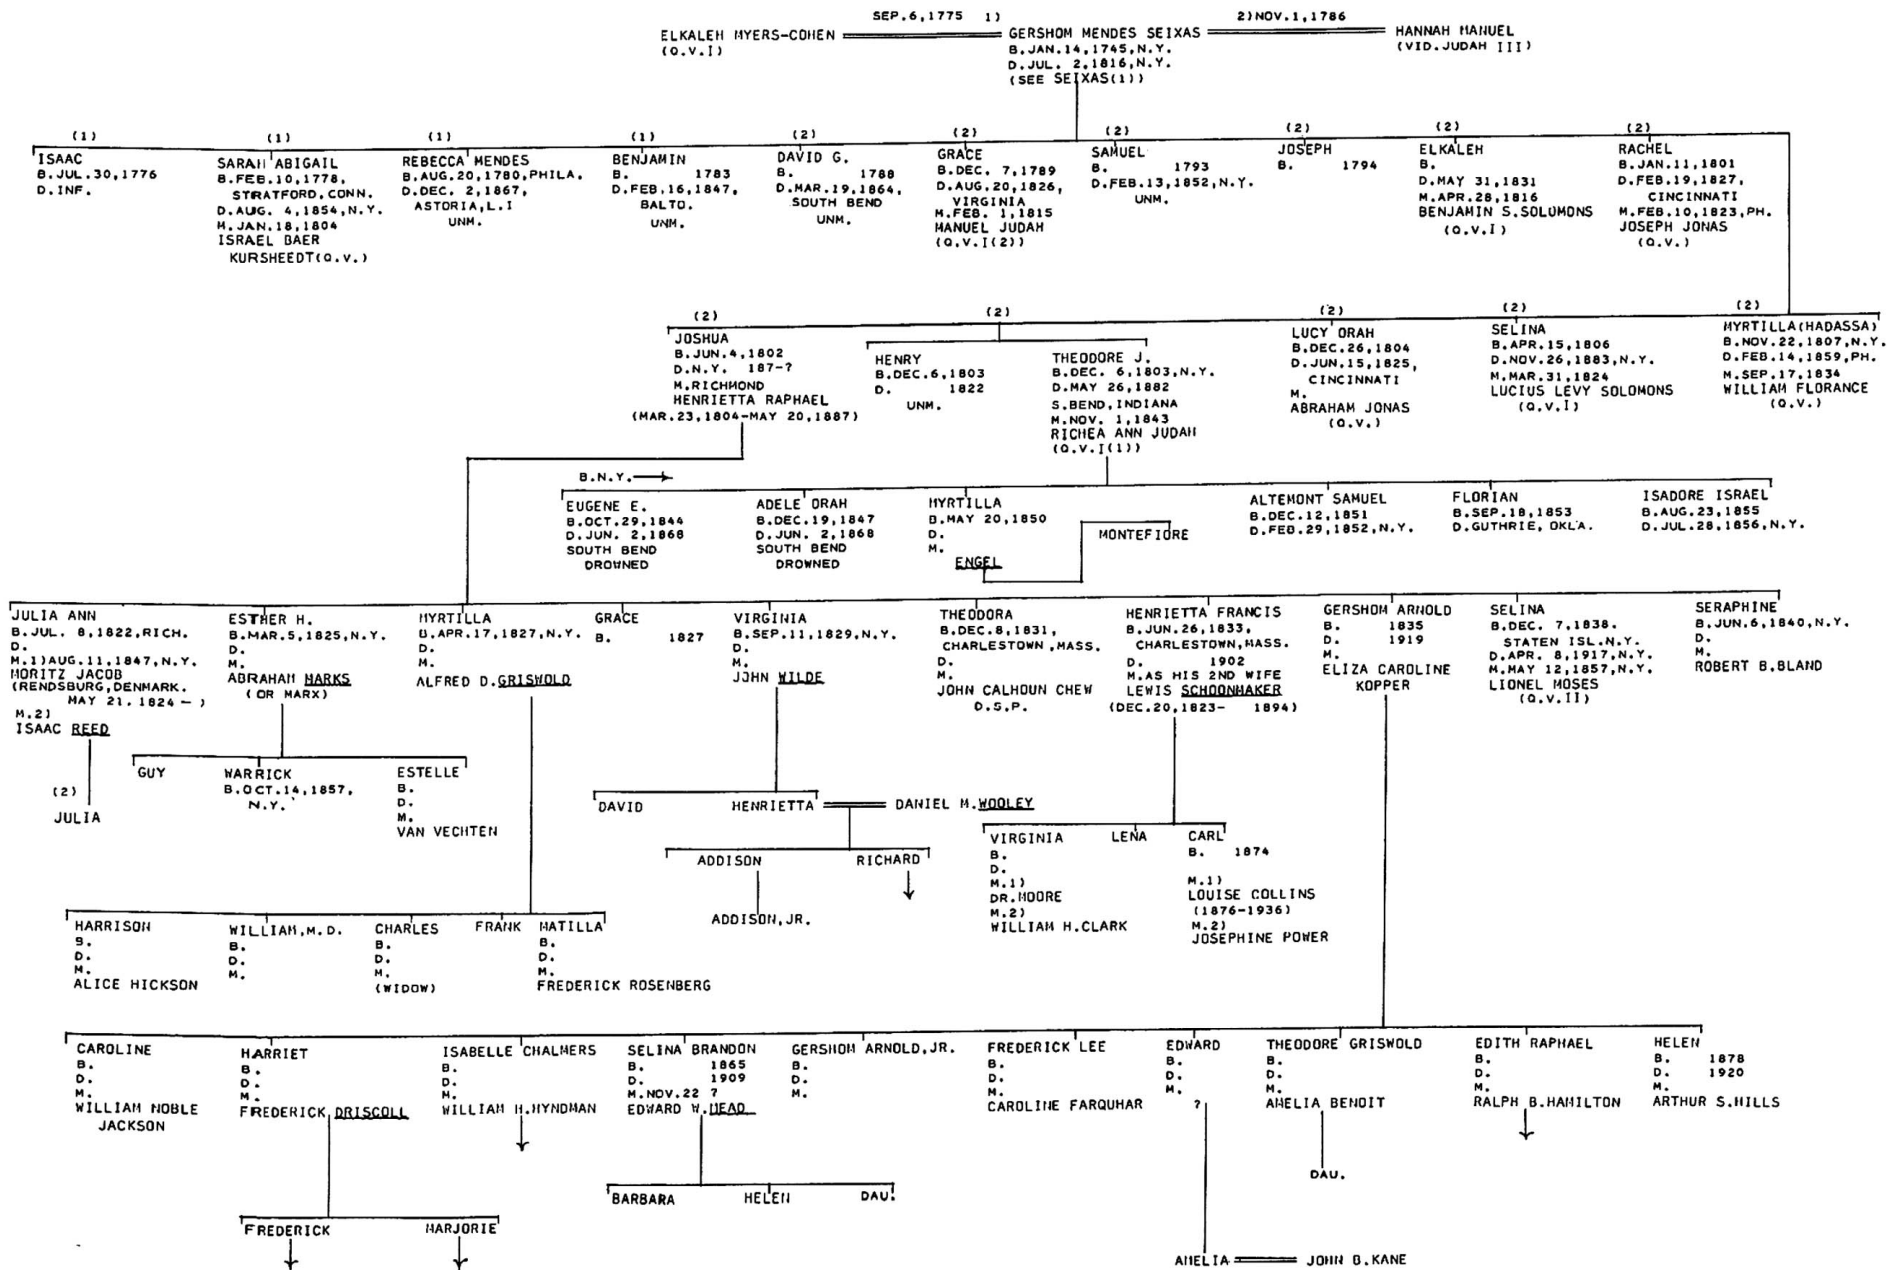 SEP.6,1775 1)
2)NOV.1,1786
ELKALEH MYERS-COHEN
(Q.V.I)
GERSHOM MENDES SEIXAS
B.JAN.14,1745,N.Y.
D.JUL. 2,1816,N.Y.
(SEE SEIXAS(1))
HANNAH MANUEL
(VID.JUDAH III)
(1)
ISAAC
B.JUL.30,1776
D.INF.
(1)
SARAH ABIGAIL
B.FEB.10,1778,
STRATFORD,CONN.
D.AUG. 4,1854,N.Y.
M.JAN.18,1804
ISRAEL BAER
KURSHEEDT(Q.V.)
(1)
REBECCA MENDES
B.AUG.20,1780,PHILA.
D.DEC. 2,1867,
ASTORIA,L.I
UNM.
(1)
BENJAMIN
B. 1783
D.FEB.16,1847,
BALTO.
UNM.
(2)
DAVID G.
B. 1788
D.MAR.19,1864,
SOUTH BEND
UNM.
(2)
GRACE
B.DEC. 7,1789
D.AUG.20,1826,
VIRGINIA
M.FEB. 1,1815
MANUEL JUDAH
(Q.V.I(2))
(2)
SAMUEL
B. 1793
D.FEB.13,1852,N.Y.
UNM.
(2)
JOSEPH
B. 1794
(2)
ELKALEH
B.
D.MAY 31,1831
M.APR.28,1816
BENJAMIN S.SOLOMONS
(Q.V.I)
(2)
RACHEL
B.JAN.11,1801
D.FEB.19,1827,
CINCINNATI
M.FEB.10,1823,PH.
JOSEPH JONAS
(Q.V.)
(2)
JOSHUA
B.JUN.4,1802
D.N.Y. 187-?
M.RICHMOND
HENRIETTA RAPHAEL
(MAR.23,1804-MAY 20,1887)
(2)
HENRY
B.DEC.6,1803
D. 1822
UNM.
THEODORE J.
B.DEC. 6,1803,N.Y.
D.MAY 26,1882
S.BEND,INDIANA
M.NOV. 1,1843
RICHEA ANN JUDAH
(Q.V.I(1))
(2)
LUCY ORAH
B.DEC.26,1804
D.JUN.15,1825,
CINCINNATI
M.
ABRAHAM JONAS
(Q.V.)
(2)
SELINA
B.APR.15,1806
D.NOV.26,1883,N.Y.
M.MAR.31,1824
LUCIUS LEVY SOLOMONS
(Q.V.I)
(2)
MYRTILLA(HADASSA)
B.NOV.22,1807,N.Y.
D.FEB.14,1859,PH.
M.SEP.17,1834
WILLIAM FLORANCE
(Q.V.)
B.N.Y.
EUGENE E.
B.OCT.29,1844
D.JUN. 2,1868
SOUTH BEND
DROWNED
ADELE ORAH
B.DEC.19,1847
D.JUN. 2,1868
SOUTH BEND
DROWNED
MYRTILLA
B.MAY 20,1850
D.
M.
ENGEL
MONTEFIORE
ALTEMONT SAMUEL
B.DEC.12,1851
D.FEB.29,1852,N.Y.
FLORIAN
B.SEP.18,1853
D.GUTHRIE, OKLA.
ISADORE ISRAEL
B.AUG.23,1855
D.JUL.28,1856,N.Y.
JULIA ANN
B.JUL. 8,1822,RICH.
D.
M.1)AUG.11,1847,N.Y.
MORITZ JACOB
(RENDSBURG,DENMARK.
MAY 21. 1824 - )
M.2)
ISAAC REED
(2)
JULIA
ESTHER H.
B.MAR.5,1825,N.Y.
D.
M.
ABRAHAM MARKS
(OR MARX)
MYRTILLA
B.APR.17,1827,N.Y.
D.
M.
ALFRED D.GRISWOLD
GRACE
B. 1827
VIRGINIA
B.SEP.11,1829,N.Y.
D.
M.
JOHN WILDE
THEODORA
B.DEC.8,1831,
CHARLESTOWN,MASS.
D.
M.
JOHN CALHOUN CHEW
D.S.P.
HENRIETTA FRANCIS
B.JUN.26,1833,
CHARLESTOWN,MASS.
D. 1902
M.AS HIS 2ND WIFE
LEWIS SCHOONMAKER
(DEC.20,1823- 1894)
GERSHOM ARNOLD
B. 1835
D. 1919
M.
ELIZA CAROLINE
KOPPER
SELINA
B.DEC. 7,1838.
STATEN ISL.N.Y.
D.APR. 8,1917,N.Y.
M.MAY 12,1857,N.Y.
LIONEL MOSES
(Q.V.II)
SERAPHINE
B.JUN.6,1840,N.Y.
D.
M.
ROBERT B.BLAND
GUY
WARRICK
B.OCT.14,1857,
N.Y.
ESTELLE
B.
D.
M.
VAN VECHTEN
DAVID
HENRIETTA
DANIEL M.WOOLEY
ADDISON
RICHARD
ADDISON,JR.
VIRGINIA
B.
D.
M.1)
DR.MOORE
M.2)
WILLIAM H.CLARK
LENA
CARL
B. 1874
M.1)
LOUISE COLLINS
(1876-1936)
M.2)
JOSEPHINE POWER
HARRISON
B.
D.
M.
ALICE HICKSON
WILLIAM,M.D.
B.
D.
M.
CHARLES
B.
D.
M.
(WIDOW)
FRANK
MATILLA
B.
D.
M.
FREDERICK ROSENBERG
CAROLINE
B.
D.
M.
WILLIAM NOBLE
JACKSON
HARRIET
B.
D.
M.
FREDERICK DRISCOLL
ISABELLE CHALMERS
B.
D.
M.
WILLIAM H.HYNDMAN
SELINA BRANDON
B. 1865
D. 1909
M.NOV.22 ?
EDWARD W.MEAD
GERSHOM ARNOLD,JR.
B.
D.
M.
FREDERICK LEE
B.
D.
M.
CAROLINE FARQUHAR
EDWARD
B.
D.
M.
?
THEODORE GRISWOLD
B.
D.
M.
AMELIA BENOIT
EDITH RAPHAEL
B.
D.
M.
RALPH B.HAMILTON
HELEN
B. 1878
D. 1920
M.
ARTHUR S.HILLS
DAU.
BARBARA
HELEN
DAU.
FREDERICK
MARJORIE
AMELIA
JOHN B.KANE